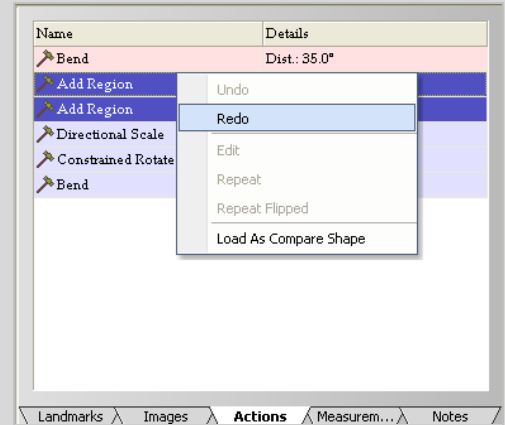 Name Details
Bend Dist.: 35.0°
Add Region
Add Region
Directional Scale
Constrained Rotate
Bend
Undo
Redo
Edit
Repeat
Repeat Flipped
Load As Compare Shape
Landmarks Images Actions Measurem... Notes